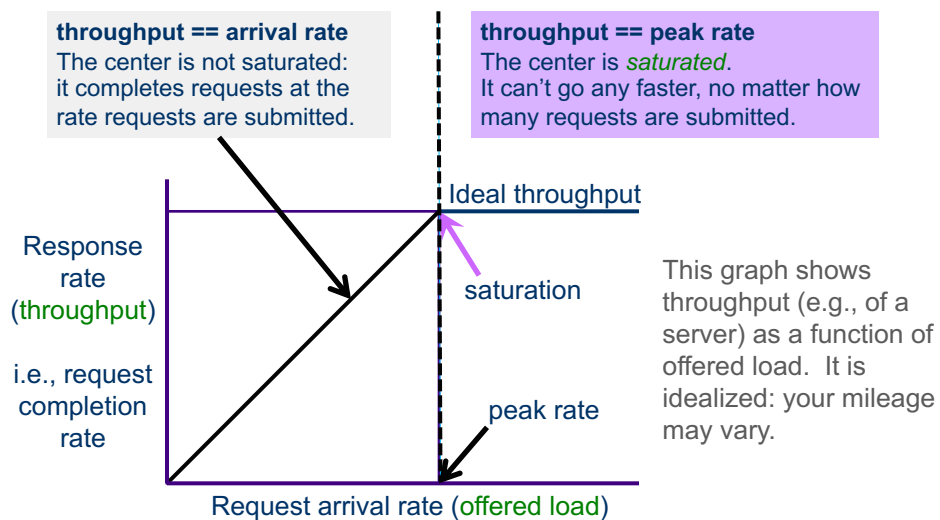 throughput == arrival rate
The center is not saturated:
it completes requests at the
rate requests are submitted.
throughput == peak rate
The center is saturated.
It can’t go any faster, no matter how
many requests are submitted.
Ideal throughput
Response
rate
(throughput)
i.e., request
completion
rate
saturation
peak rate
This graph shows
throughput (e.g., of a
server) as a function of
offered load.  It is
idealized: your mileage
may vary.
Request arrival rate (offered load)